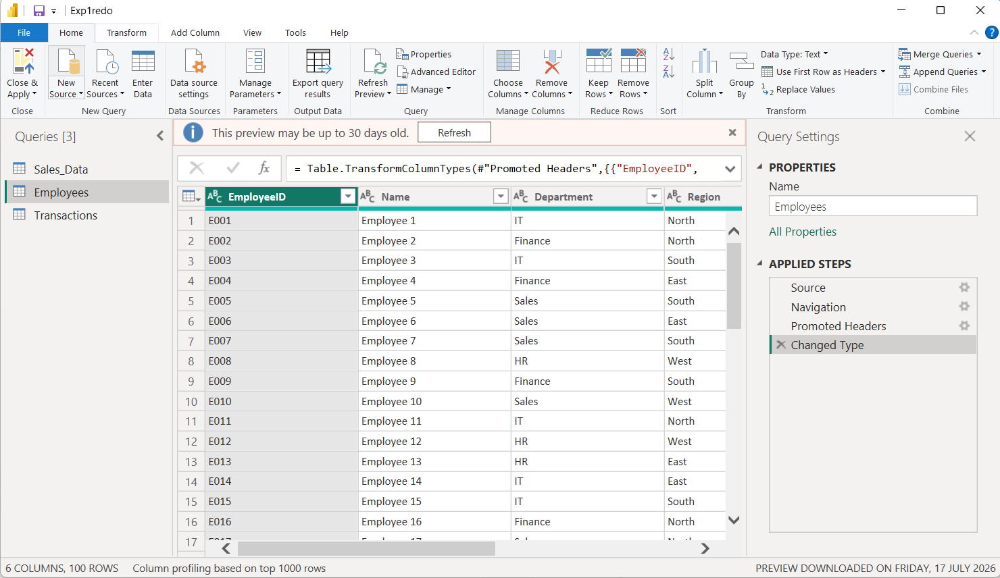 Exp1redo
File Home Transform Add Column View Tools Help
Close & Apply
New Source
Recent Sources
Enter Data
Data source settings
Manage Parameters
Export query results
Refresh Preview
Properties
Advanced Editor
Manage
Choose Columns
Remove Columns
Keep Rows
Remove Rows
Split Column
Group By
Data Type: Text
Use First Row as Headers
Replace Values
Merge Queries
Append Queries
Combine Files
Close New Query Data Sources Parameters Output Data Query Manage Columns Reduce Rows Sort Transform Combine
Queries [3]
Sales_Data
Employees
Transactions
This preview may be up to 30 days old. Refresh
fx = Table.TransformColumnTypes(#"Promoted Headers",{{"EmployeeID",
EmployeeID Name Department Region
1 E001 Employee 1 IT North
2 E002 Employee 2 Finance North
3 E003 Employee 3 IT South
4 E004 Employee 4 Finance East
5 E005 Employee 5 Sales South
6 E006 Employee 6 Sales East
7 E007 Employee 7 Sales South
8 E008 Employee 8 HR West
9 E009 Employee 9 Finance South
10 E010 Employee 10 Sales West
11 E011 Employee 11 IT North
12 E012 Employee 12 HR West
13 E013 Employee 13 HR East
14 E014 Employee 14 IT East
15 E015 Employee 15 IT South
16 E016 Employee 16 Finance North
17
Query Settings
PROPERTIES
Name
Employees
All Properties
APPLIED STEPS
Source
Navigation
Promoted Headers
Changed Type
6 COLUMNS, 100 ROWS Column profiling based on top 1000 rows PREVIEW DOWNLOADED ON FRIDAY, 17 JULY 2026